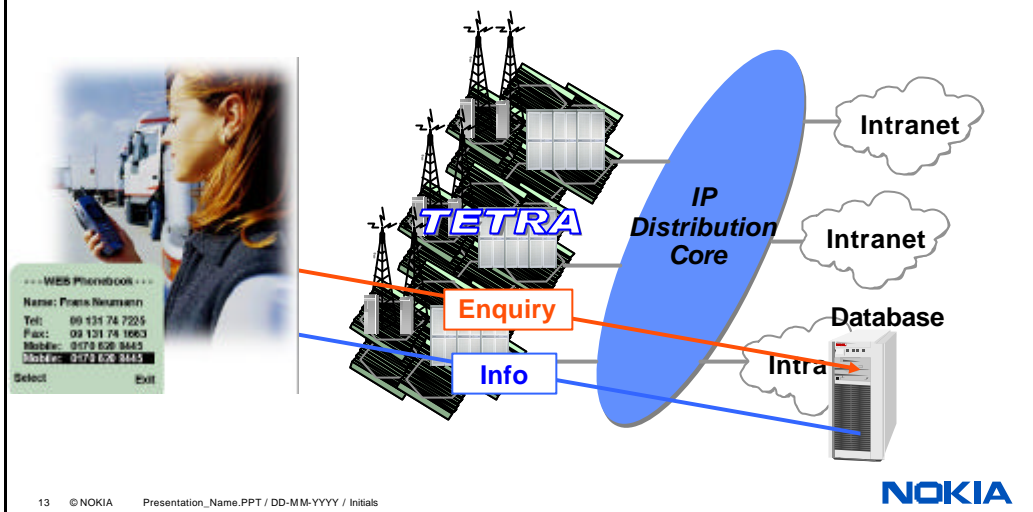 TETRA
IP
Distribution
Core
Intranet
Intranet
Database
Intra
Enquiry
Info
WEB Phonebook
Name: Frans Neumann
Tel: 09 131 74 7225
Fax: 09 131 74 1663
Mobile: 0170 620 8445
Mobile: 0170 620 8445
Select Exit
13 © NOKIA Presentation_Name.PPT / DD-MM-YYYY / Initials
NOKIA